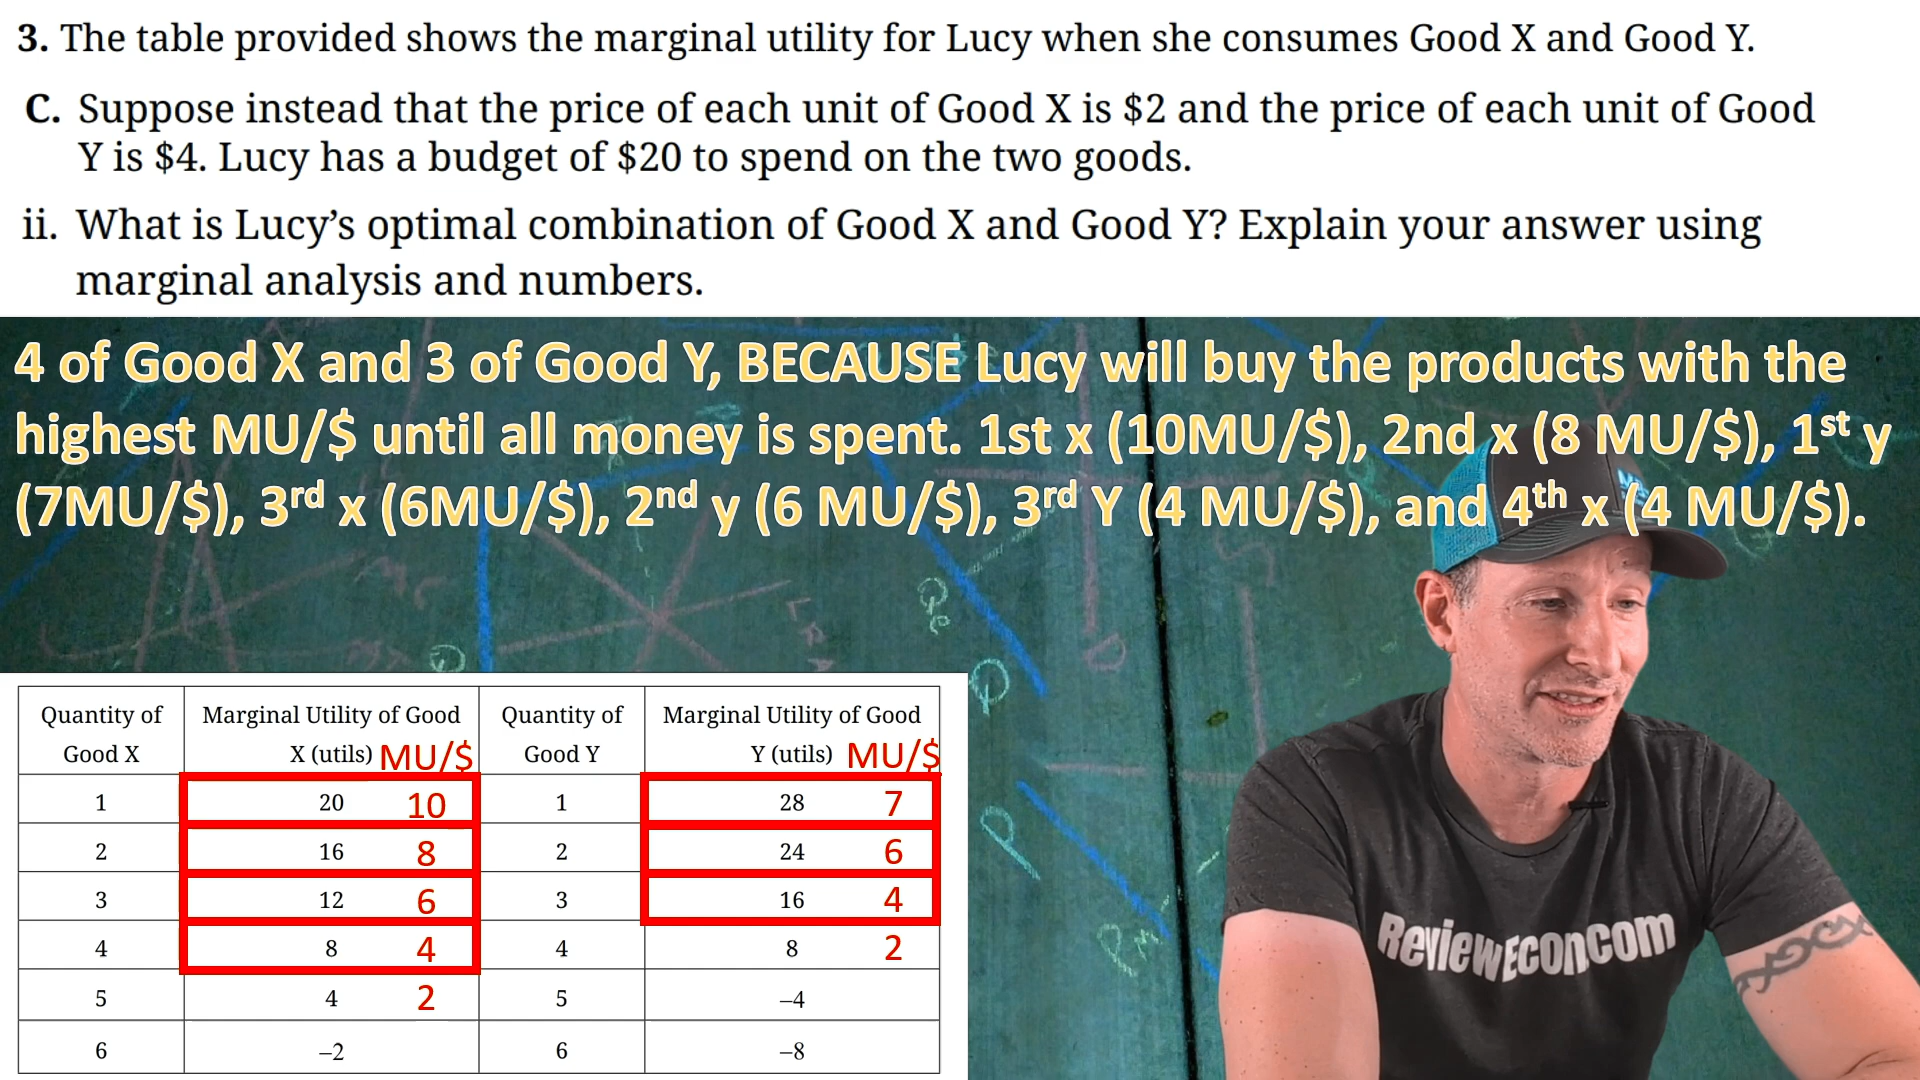 3. The table provided shows the marginal utility for Lucy when she consumes Good X and Good Y.
C. Suppose instead that the price of each unit of Good X is $2 and the price of each unit of Good
Y is $4. Lucy has a budget of $20 to spend on the two goods.
ii. What is Lucy's optimal combination of Good X and Good Y? Explain your answer using
marginal analysis and numbers.
4 of Good X and 3 of Good Y, BECAUSE Lucy will buy the products with the
highest MU/$ until all money is spent. 1st x (10MU/$), 2nd x (8 MU/$), 1st y
(7MU/$), 3rd x (6MU/$), 2nd y (6 MU/$), 3rd Y (4 MU/$), and 4th x (4 MU/$).
Quantity of Marginal Utility of Good Quantity of Marginal Utility of Good
Good X X (utils) MU/$ Good Y Y (utils) MU/$
1 20 10 1 28 7
2 16 8 2 24 6
3 12 6 3 16 4
4 8 4 4 8 2
5 4 2 5 –4
6 –2 6 –8
ReviewEcon.com